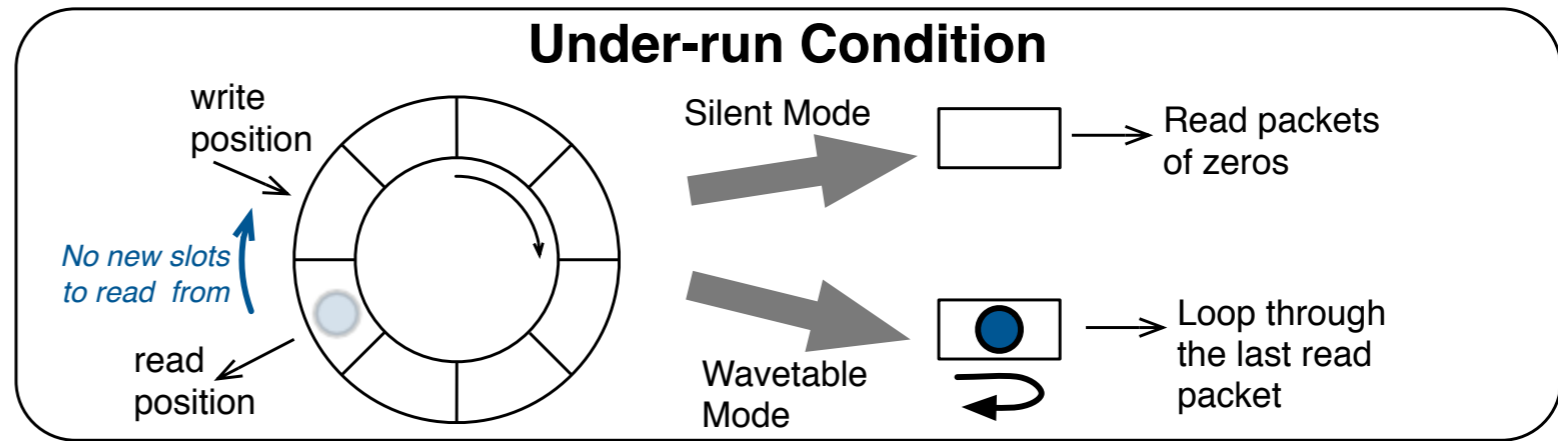 Under-run Condition
write
position
No new slots
to read from
read
position
Silent Mode
Read packets
of zeros
Wavetable
Mode
Loop through
the last read
packet